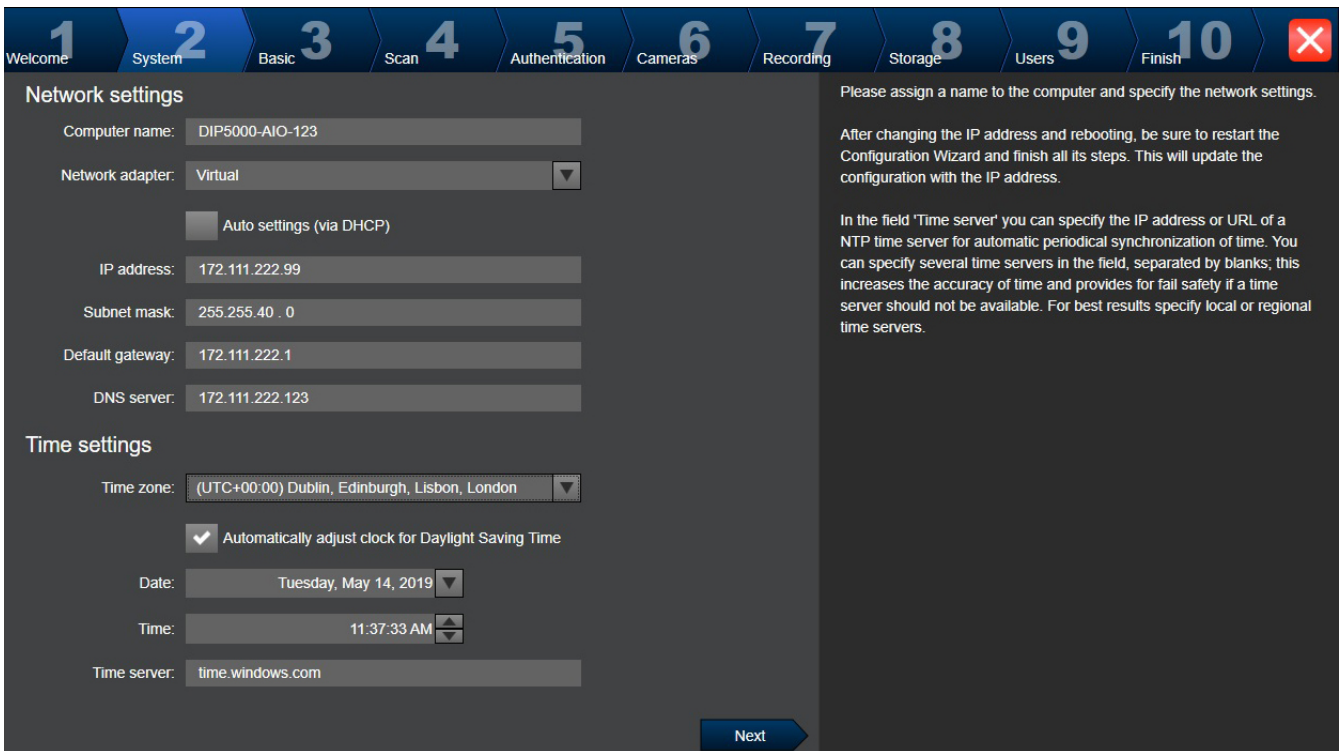 1 Welcome
2 System
3 Basic
4 Scan
5 Authentication
6 Cameras
7 Recording
8 Storage
9 Users
10 Finish
Network settings
Computer name: DIP5000-AIO-123
Network adapter: Virtual
Auto settings (via DHCP)
IP address: 172.111.222.99
Subnet mask: 255.255.40 . 0
Default gateway: 172.111.222.1
DNS server: 172.111.222.123
Time settings
Time zone: (UTC+00:00) Dublin, Edinburgh, Lisbon, London
Automatically adjust clock for Daylight Saving Time
Date: Tuesday, May 14, 2019
Time: 11:37:33 AM
Time server: time.windows.com
Next
Please assign a name to the computer and specify the network settings.
After changing the IP address and rebooting, be sure to restart the
Configuration Wizard and finish all its steps. This will update the
configuration with the IP address.
In the field 'Time server' you can specify the IP address or URL of a
NTP time server for automatic periodical synchronization of time. You
can specify several time servers in the field, separated by blanks; this
increases the accuracy of time and provides for fail safety if a time
server should not be available. For best results specify local or regional
time servers.